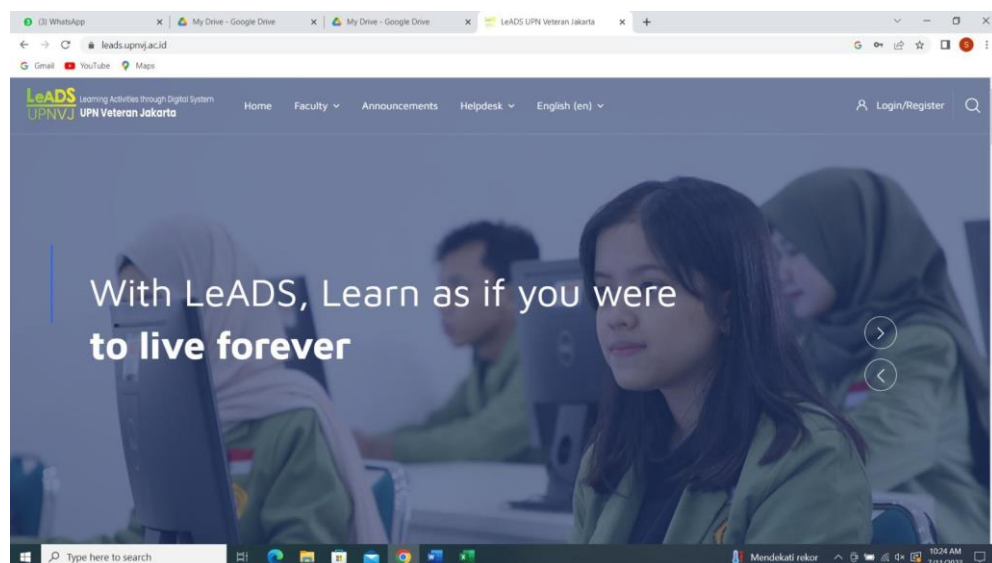 (3) WhatsApp
My Drive - Google Drive
My Drive - Google Drive
LeADS UPN Veteran Jakarta
leads.upnvj.ac.id
Gmail
YouTube
Maps
LeADS
UPNVJ
Learning Activities through Digital System
UPN Veteran Jakarta
Home
Faculty
Announcements
Helpdesk
English (en)
Login/Register
With LeADS, Learn as if you were
to live forever
Type here to search
Mendekati rekor
10:24 AM